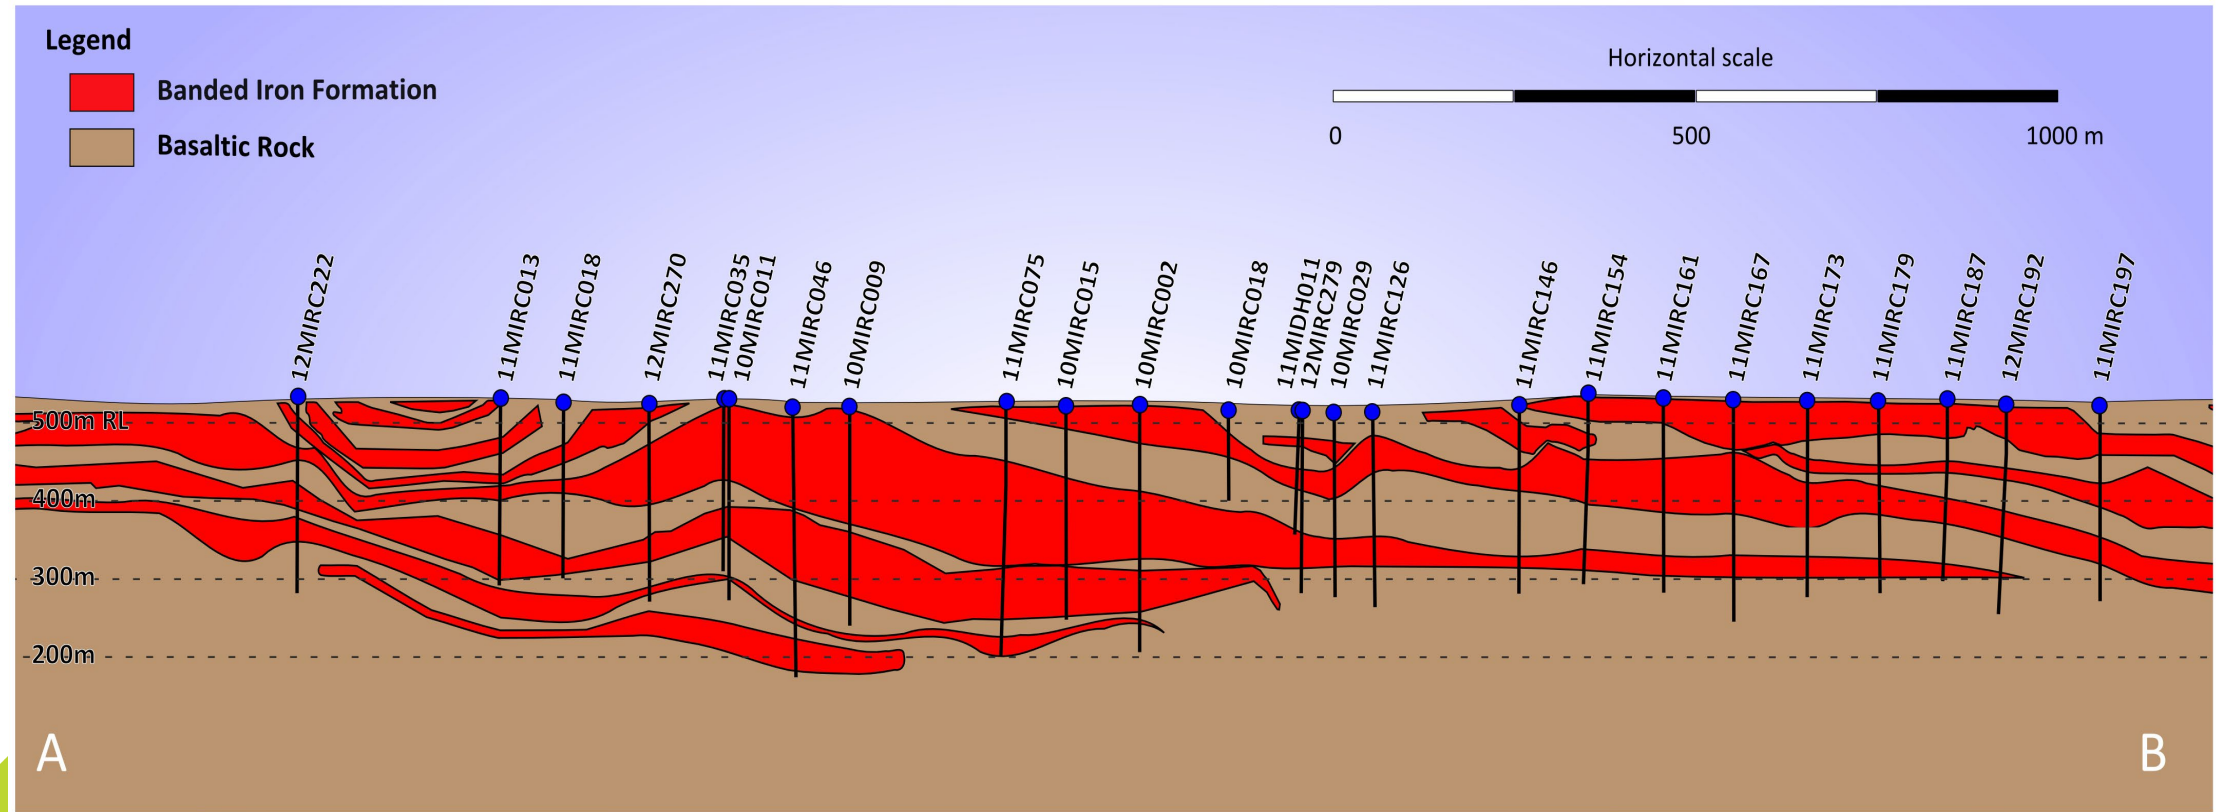 Legend
Banded Iron Formation
Basaltic Rock
Horizontal scale
0 500 1000 m
12MIRC222
11MIRC013
11MIRC018
12MIRC270
11MIRC035
10MIRC011
11MIRC046
10MIRC009
11MIRC075
10MIRC015
10MIRC002
10MIRC018
11MIDH011
12MIRC279
10MIRC029
11MIRC126
11MIRC146
11MIRC154
11MIRC161
11MIRC167
11MIRC173
11MIRC179
11MIRC187
12MIRC192
11MIRC197
500m RL
400m
300m
200m
A B